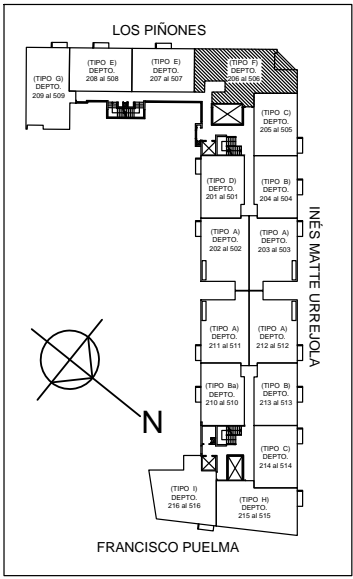 LOS PIÑONES
(TIPO G)
DEPTO.
209 al 509
(TIPO E)
DEPTO.
208 al 508
(TIPO E)
DEPTO.
207 al 507
(TIPO F)
DEPTO.
206 al 506
(TIPO C)
DEPTO.
205 al 505
(TIPO D)
DEPTO.
201 al 501
(TIPO B)
DEPTO.
204 al 504
(TIPO A)
DEPTO.
202 al 502
(TIPO A)
DEPTO.
203 al 503
INÉS MATTE URREJOLA
(TIPO A)
DEPTO.
211 al 511
(TIPO A)
DEPTO.
212 al 512
(TIPO Ba)
DEPTO.
210 al 510
(TIPO B)
DEPTO.
213 al 513
N
(TIPO C)
DEPTO.
214 al 514
(TIPO I)
DEPTO.
216 al 516
(TIPO H)
DEPTO.
215 al 515
FRANCISCO PUELMA